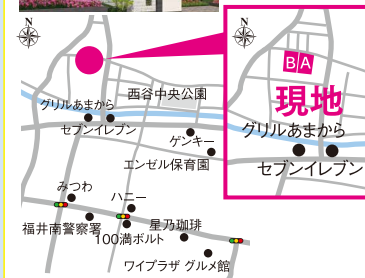 N
N
B A
現地
グリルあまから
セブンイレブン
西谷中央公園
グリルあまから
セブンイレブン
ゲンキー
エンゼル保育園
みつわ
ハニー
福井南警察署
100満ボルト
星乃珈琲
ワイプラザ グルメ館